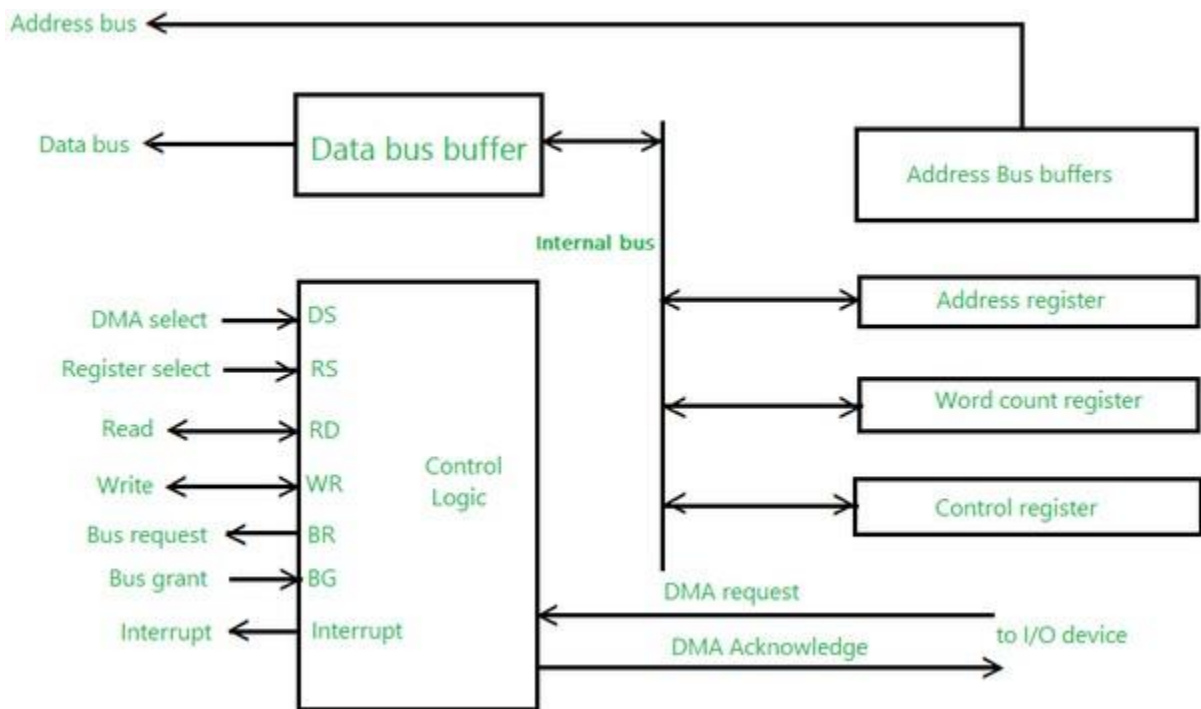 Address bus
Data bus
Data bus buffer
Address Bus buffers
Internal bus
Address register
DMA select
DS
Register select
RS
Word count register
Read
RD
Control
Logic
Write
WR
Control register
Bus request
BR
Bus grant
BG
DMA request
Interrupt
Interrupt
to I/O device
DMA Acknowledge